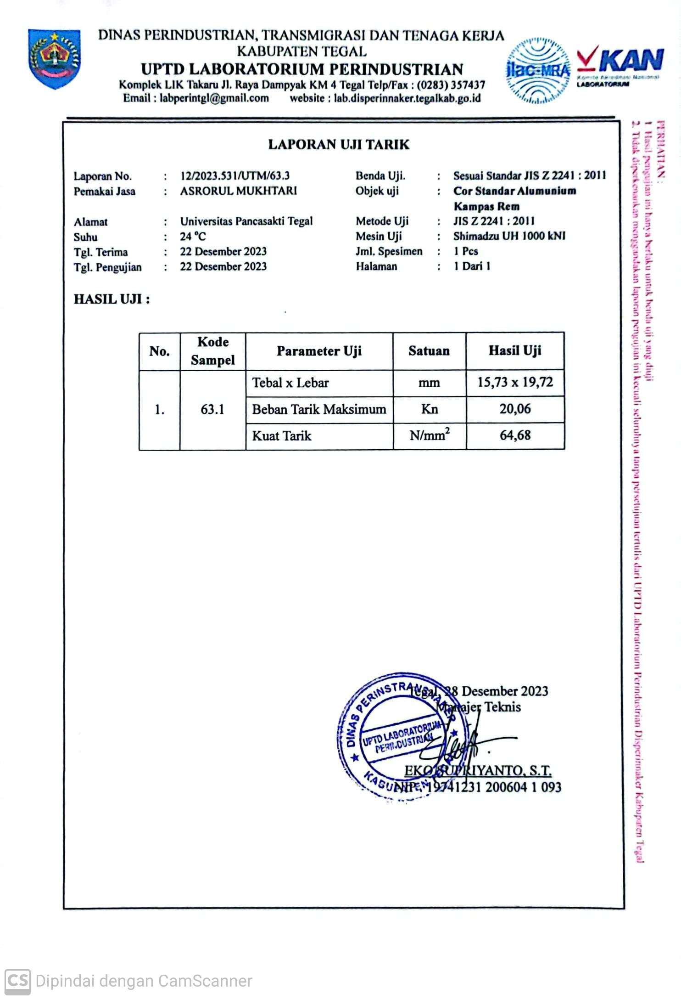 DINAS PERINDUSTRIAN, TRANSMIGRASI DAN TENAGA KERJA
KABUPATEN TEGAL
UPTD LABORATORIUM PERINDUSTRIAN
Komplek LIK Takaru Jl. Raya Dampyak KM 4 Tegal Telp/Fax : (0283) 357437
Email : labperintgl@gmail.com website : lab.disperinnaker.tegalkab.go.id
ilac-MRA
KAN
Komite Akreditasi Nasional
LABORATORIUM
LAPORAN UJI TARIK
Laporan No. : 12/2023.531/UTM/63.3 Benda Uji. : Sesuai Standar JIS Z 2241 : 2011
Pemakai Jasa : ASRORUL MUKHTARI Objek uji : Cor Standar Alumunium
Kampas Rem
Alamat : Universitas Pancasakti Tegal Metode Uji : JIS Z 2241 : 2011
Suhu : 24 ºC Mesin Uji : Shimadzu UH 1000 kNI
Tgl. Terima : 22 Desember 2023 Jml. Spesimen : 1 Pcs
Tgl. Pengujian : 22 Desember 2023 Halaman : 1 Dari 1
HASIL UJI :
No. Kode Sampel Parameter Uji Satuan Hasil Uji
Tebal x Lebar mm 15,73 x 19,72
1. 63.1 Beban Tarik Maksimum Kn 20,06
Kuat Tarik N/mm² 64,68
Tegal, 28 Desember 2023
Manajer Teknis
DINAS PERINSTRANSNAKER
UPTD LABORATORIUM
PERINDUSTRIAN
KABUPATEN TEGAL
EKO SUPRIYANTO, S.T.
NIP. 19741231 200604 1 093
PERHATIAN :
1. Hasil pengujian ini hanya berlaku untuk benda uji yang diuji
2. Tidak diperkenankan menggandakan laporan pengujian ini kecuali seluruhnya tanpa persetujuan tertulis dari UPTD Laboratorium Perindustrian Disperinnaker Kabupaten Tegal
CS Dipindai dengan CamScanner